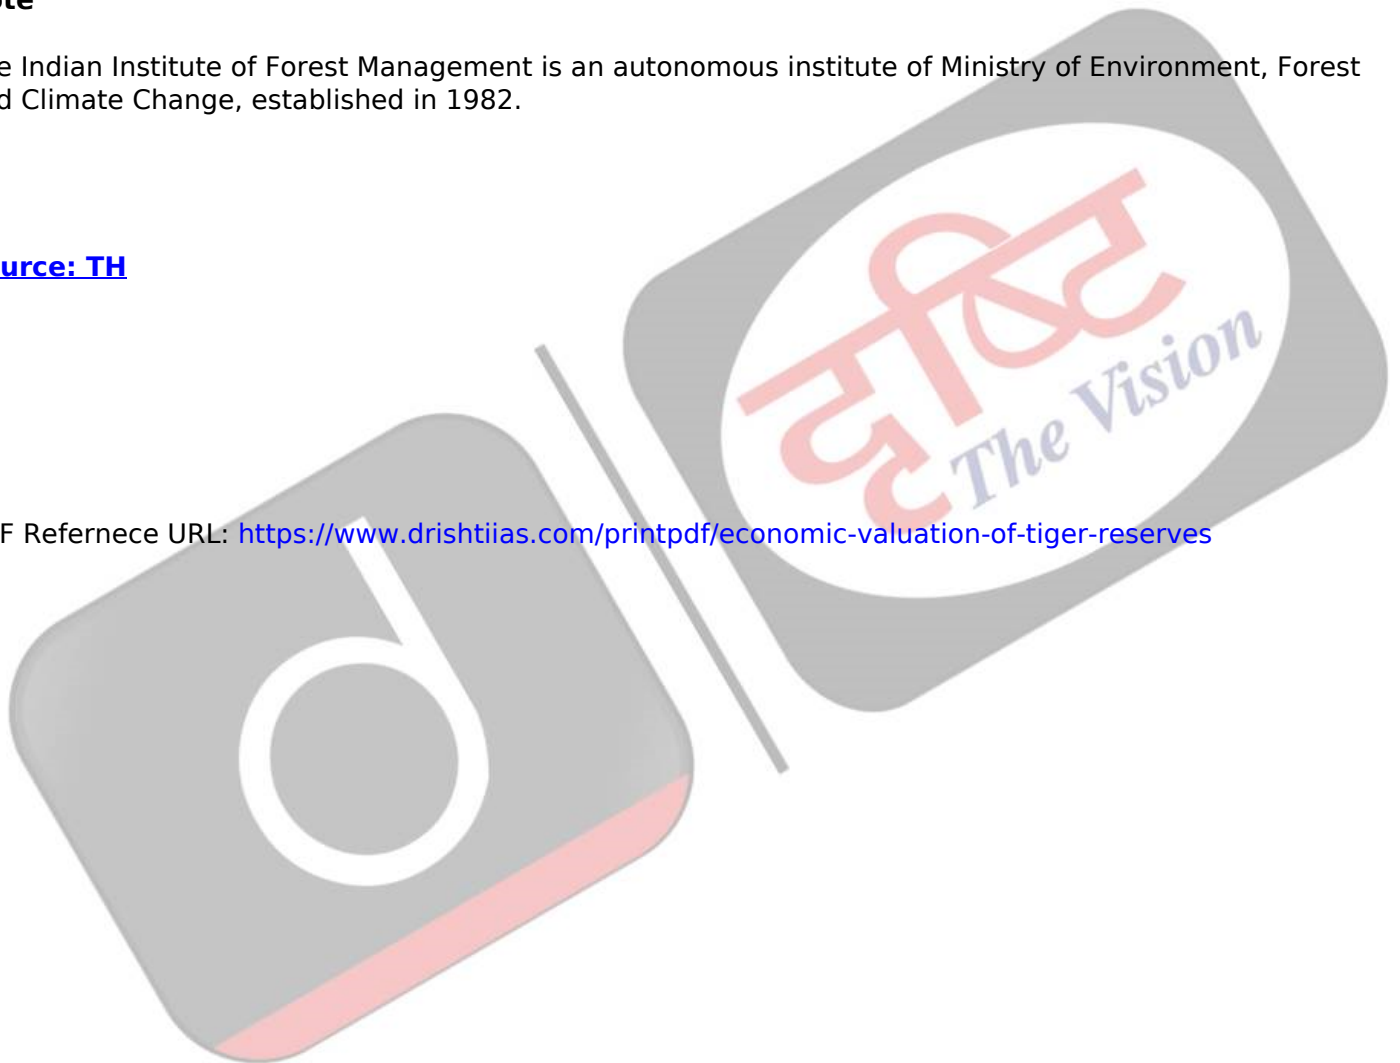 e Indian Institute of Forest Management is an autonomous institute of Ministry of Environment, Forest
d Climate Change, established in 1982.
urce: TH
दृष्टि
The Vision
d
F Refernece URL: https://www.drishtiias.com/printpdf/economic-valuation-of-tiger-reserves